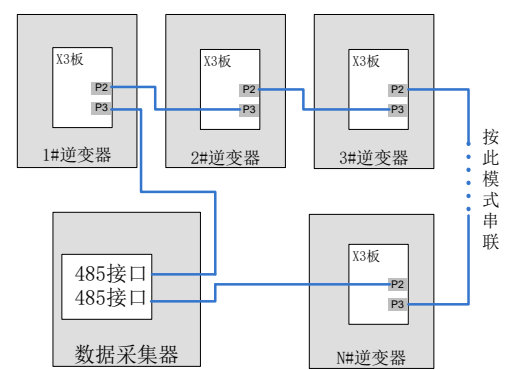 X3板
P2
P3
1#逆变器
X3板
P2
P3
2#逆变器
X3板
P2
P3
3#逆变器
按此模式串联
485接口
485接口
数据采集器
X3板
P2
P3
N#逆变器